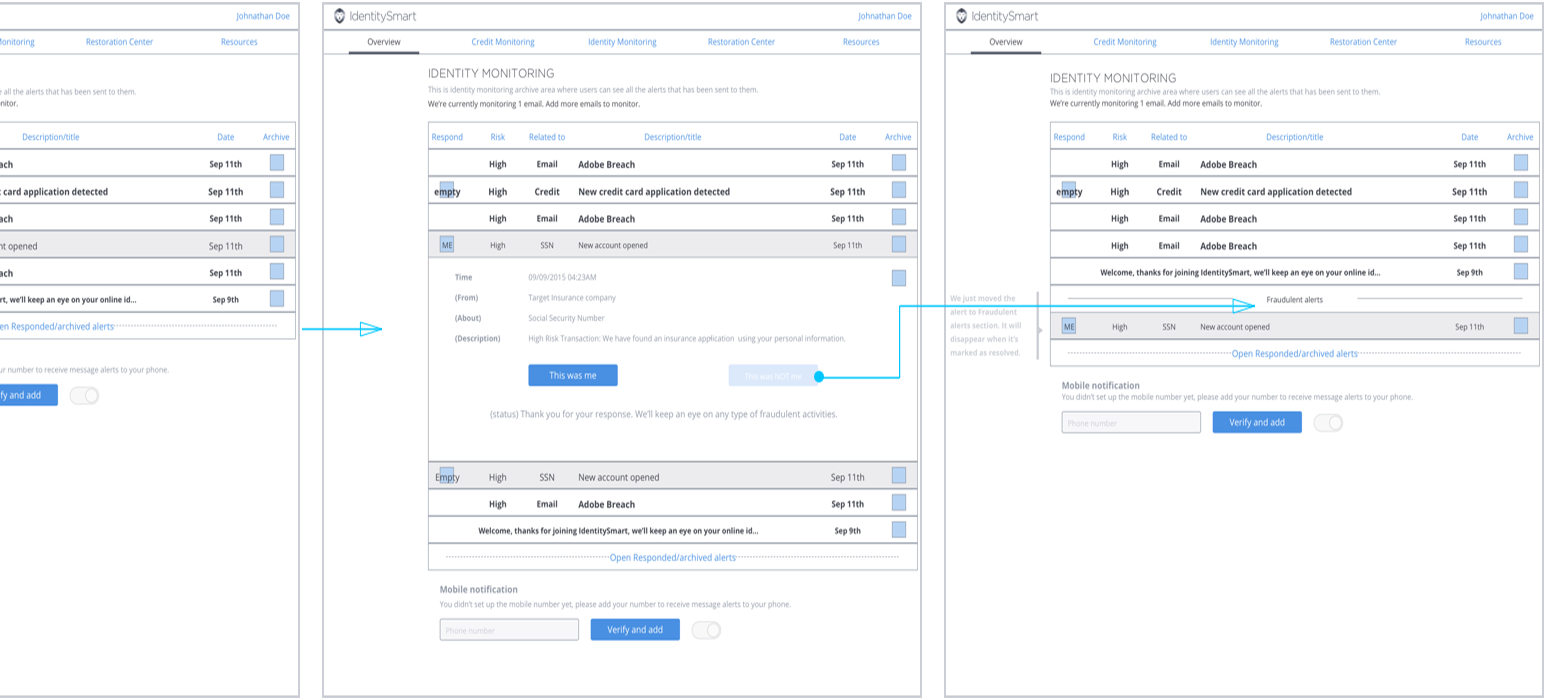 Johnathan Doe
onitoring Restoration Center Resources
all the alerts that has been sent to them.
nitor.
Description/title Date Archive
ach Sep 11th
card application detected Sep 11th
ach Sep 11th
nt opened Sep 11th
ach Sep 11th
rt, we'll keep an eye on your online id... Sep 9th
en Responded/archived alerts
ur number to receive message alerts to your phone.
fy and add
IdentitySmart Johnathan Doe
Overview Credit Monitoring Identity Monitoring Restoration Center Resources
IDENTITY MONITORING
This is identity monitoring archive area where users can see all the alerts that has been sent to them.
We're currently monitoring 1 email. Add more emails to monitor.
Respond Risk Related to Description/title Date Archive
High Email Adobe Breach Sep 11th
empty High Credit New credit card application detected Sep 11th
High Email Adobe Breach Sep 11th
ME High SSN New account opened Sep 11th
Time 09/09/2015 04:23AM
(From) Target Insurance company
(About) Social Security Number
(Description) High Risk Transaction: We have found an insurance application using your personal information.
This was me This was NOT me
(status) Thank you for your response. We'll keep an eye on any type of fraudulent activities.
Empty High SSN New account opened Sep 11th
High Email Adobe Breach Sep 11th
Welcome, thanks for joining IdentitySmart, we'll keep an eye on your online id... Sep 9th
Open Responded/archived alerts
Mobile notification
You didn't set up the mobile number yet, please add your number to receive message alerts to your phone.
Phone number Verify and add
IdentitySmart Johnathan Doe
Overview Credit Monitoring Identity Monitoring Restoration Center Resources
IDENTITY MONITORING
This is identity monitoring archive area where users can see all the alerts that has been sent to them.
We're currently monitoring 1 email. Add more emails to monitor.
Respond Risk Related to Description/title Date Archive
High Email Adobe Breach Sep 11th
empty High Credit New credit card application detected Sep 11th
High Email Adobe Breach Sep 11th
High Email Adobe Breach Sep 11th
Welcome, thanks for joining IdentitySmart, we'll keep an eye on your online id... Sep 9th
We just moved the
alert to Fraudulent
alerts section. It will
disappear when it's
marked as resolved.
Fraudulent alerts
ME High SSN New account opened Sep 11th
Open Responded/archived alerts
Mobile notification
You didn't set up the mobile number yet, please add your number to receive message alerts to your phone.
Phone number Verify and add